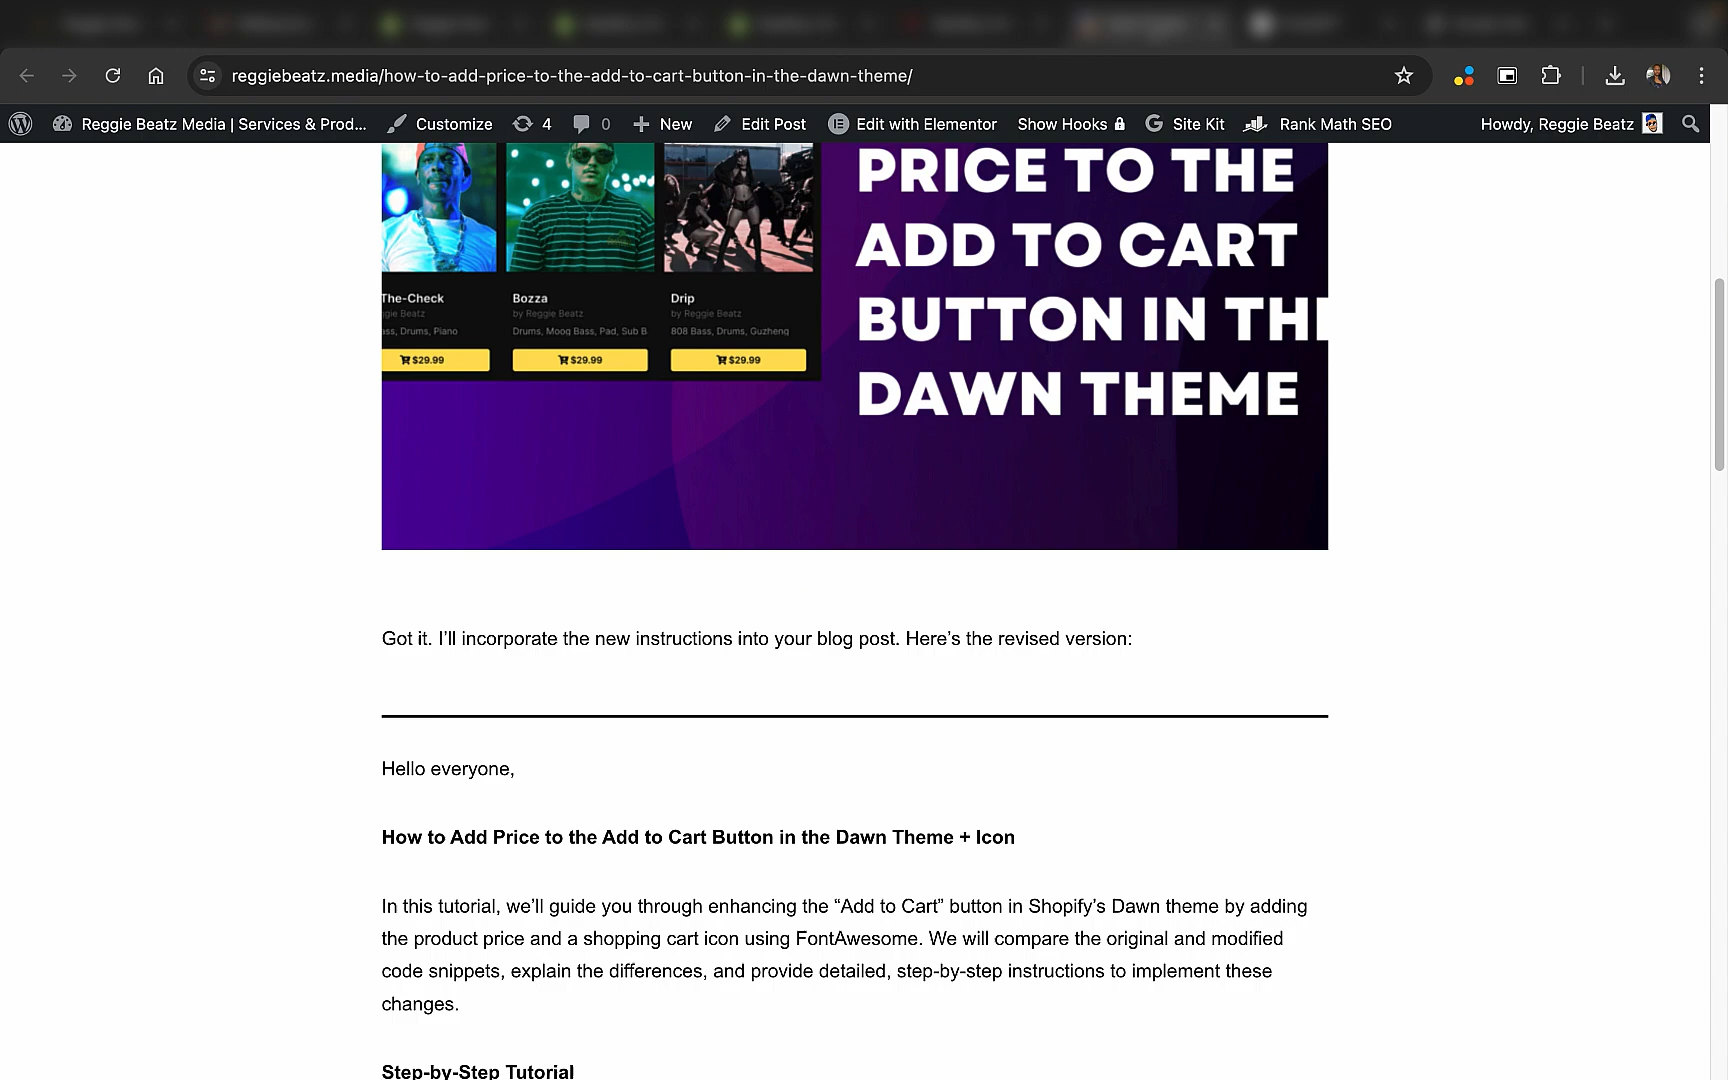 reggiebeatz.media/how-to-add-price-to-the-add-to-cart-button-in-the-dawn-theme/
Reggie Beatz Media | Services & Prod... Customize 4 0 New Edit Post Edit with Elementor Show Hooks Site Kit Rank Math SEO Howdy, Reggie Beatz
PRICE TO THE
ADD TO CART
BUTTON IN THE
DAWN THEME
The-Check Bozza Drip
ggie Beatz by Reggie Beatz by Reggie Beatz
ass, Drums, Piano Drums, Moog Bass, Pad, Sub B 808 Bass, Drums, Guzheng
$29.99 $29.99 $29.99
Got it. I’ll incorporate the new instructions into your blog post. Here’s the revised version:
Hello everyone,
How to Add Price to the Add to Cart Button in the Dawn Theme + Icon
In this tutorial, we’ll guide you through enhancing the “Add to Cart” button in Shopify’s Dawn theme by adding
the product price and a shopping cart icon using FontAwesome. We will compare the original and modified
code snippets, explain the differences, and provide detailed, step-by-step instructions to implement these
changes.
Step-by-Step Tutorial